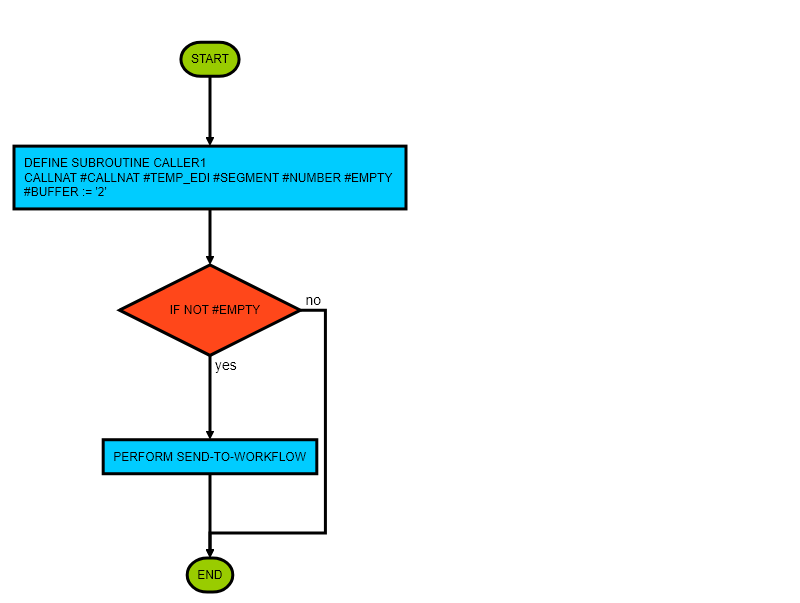 START
DEFINE SUBROUTINE CALLER1
CALLNAT #CALLNAT #TEMP_EDI #SEGMENT #NUMBER #EMPTY
#BUFFER := '2'
IF NOT #EMPTY
no
yes
PERFORM SEND-TO-WORKFLOW
END